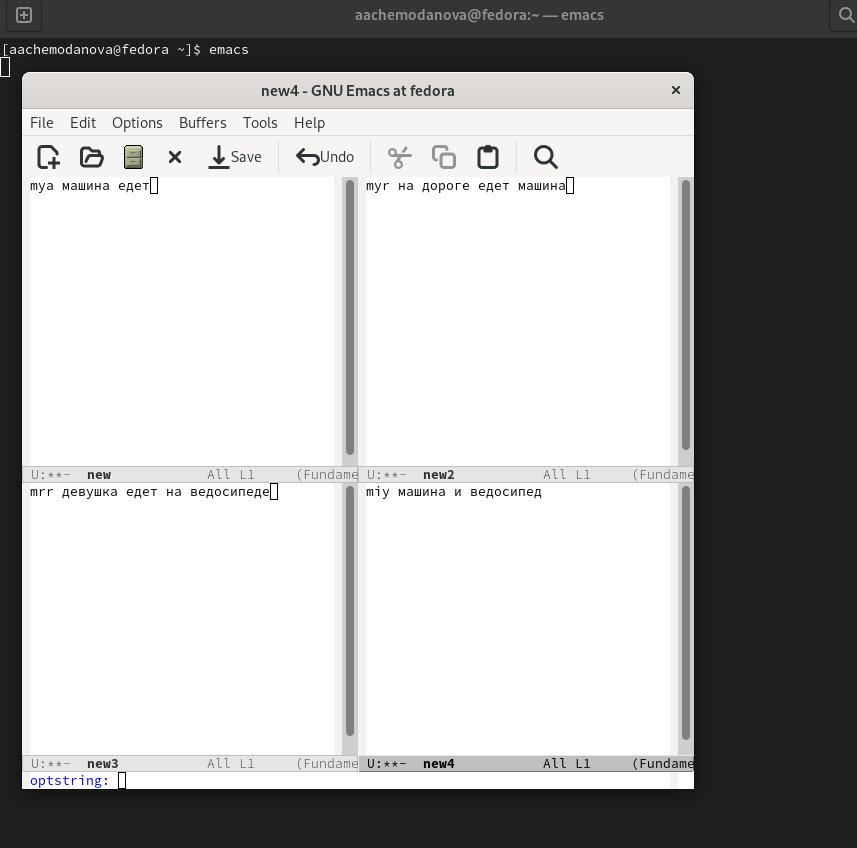 aachemodanova@fedora:~ — emacs
[aachemodanova@fedora ~]$ emacs
new4 - GNU Emacs at fedora
File Edit Options Buffers Tools Help
Save Undo
myа машина едет
myr на дороге едет машина
U:**- new All L1 (Fundame
U:**- new2 All L1 (Fundame
mrr девушка едет на ведосипеде
miy машина и ведосипед
U:**- new3 All L1 (Fundame
U:**- new4 All L1 (Fundame
optstring: